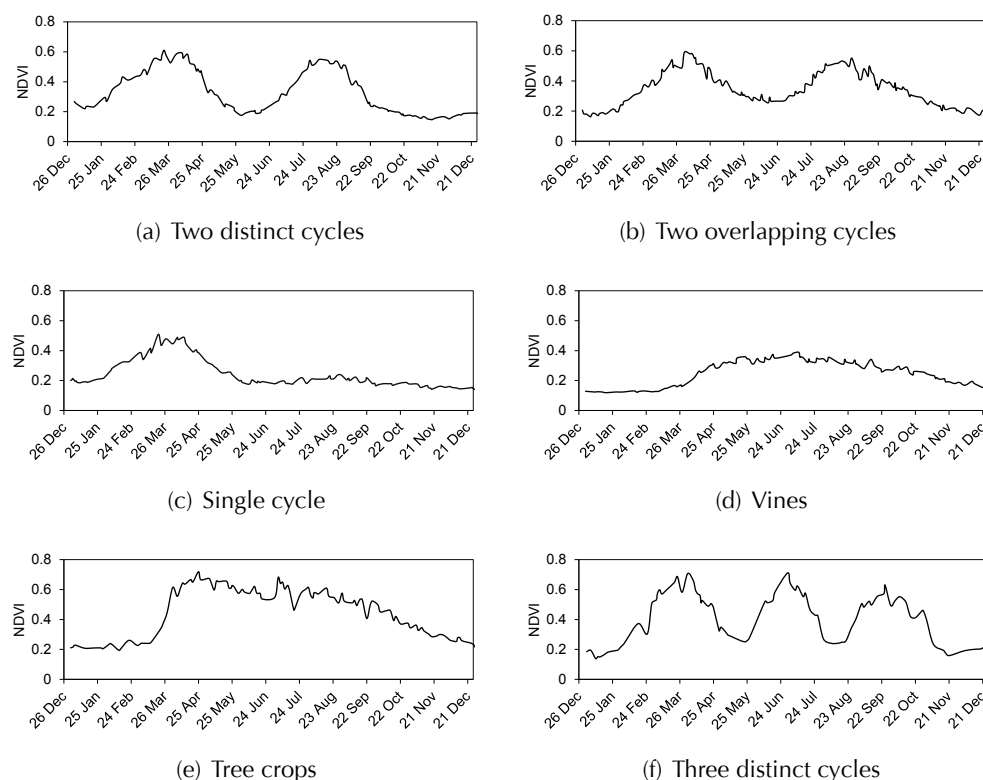 0.8
0.6
0.4
0.2
0
NDVI
26 Dec
25 Jan
24 Feb
26 Mar
25 Apr
25 May
24 Jun
24 Jul
23 Aug
22 Sep
22 Oct
21 Nov
21 Dec
(a) Two distinct cycles
0.8
0.6
0.4
0.2
0
NDVI
26 Dec
25 Jan
24 Feb
26 Mar
25 Apr
25 May
24 Jun
24 Jul
23 Aug
22 Sep
22 Oct
21 Nov
21 Dec
(b) Two overlapping cycles
0.8
0.6
0.4
0.2
0
NDVI
26 Dec
25 Jan
24 Feb
26 Mar
25 Apr
25 May
24 Jun
24 Jul
23 Aug
22 Sep
22 Oct
21 Nov
21 Dec
(c) Single cycle
0.8
0.6
0.4
0.2
0
NDVI
26 Dec
25 Jan
24 Feb
26 Mar
25 Apr
25 May
24 Jun
24 Jul
23 Aug
22 Sep
22 Oct
21 Nov
21 Dec
(d) Vines
0.8
0.6
0.4
0.2
0
NDVI
26 Dec
25 Jan
24 Feb
26 Mar
25 Apr
25 May
24 Jun
24 Jul
23 Aug
22 Sep
22 Oct
21 Nov
21 Dec
(e) Tree crops
0.8
0.6
0.4
0.2
0
NDVI
26 Dec
25 Jan
24 Feb
26 Mar
25 Apr
25 May
24 Jun
24 Jul
23 Aug
22 Sep
22 Oct
21 Nov
21 Dec
(f) Three distinct cycles